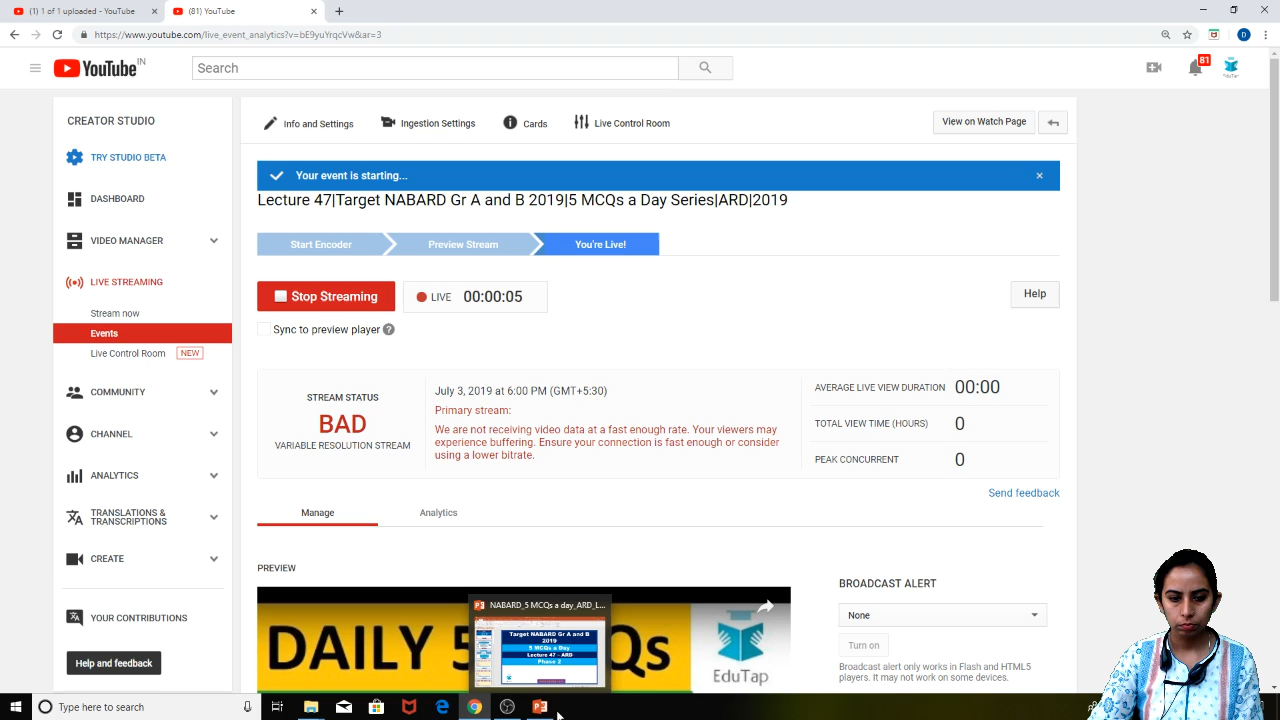 (1) 1 of 1 uploaded - YouTube
(81) YouTube
https://www.youtube.com/live_event_analytics?v=bE9yuYrqcVw&ar=3
YouTube IN
Search
81
EduTap
CREATOR STUDIO
TRY STUDIO BETA
DASHBOARD
VIDEO MANAGER
LIVE STREAMING
Stream now
Events
Live Control Room NEW
COMMUNITY
CHANNEL
ANALYTICS
TRANSLATIONS &
TRANSCRIPTIONS
CREATE
YOUR CONTRIBUTIONS
Help and feedback
Info and Settings
Ingestion Settings
Cards
Live Control Room
View on Watch Page
Your event is starting...
Lecture 47|Target NABARD Gr A and B 2019|5 MCQs a Day Series|ARD|2019
Start Encoder
Preview Stream
You're Live!
Stop Streaming
LIVE 00:00:05
Help
Sync to preview player ?
STREAM STATUS
BAD
VARIABLE RESOLUTION STREAM
July 3, 2019 at 6:00 PM (GMT+5:30)
Primary stream:
We are not receiving video data at a fast enough rate. Your viewers may
experience buffering. Ensure your connection is fast enough or consider
using a lower bitrate.
AVERAGE LIVE VIEW DURATION 00:00
TOTAL VIEW TIME (HOURS) 0
PEAK CONCURRENT 0
Send feedback
Manage
Analytics
PREVIEW
DAILY 5
Qs
EduTap
NABARD_5 MCQs a day_ARD_L...
Target NABARD Gr A and B
2019
5 MCQs a Day
Lecture 47 - ARD
Phase 2
BROADCAST ALERT
None
Turn on
Broadcast alert only works in Flash and HTML5
players. It may not work on some devices.
Type here to search